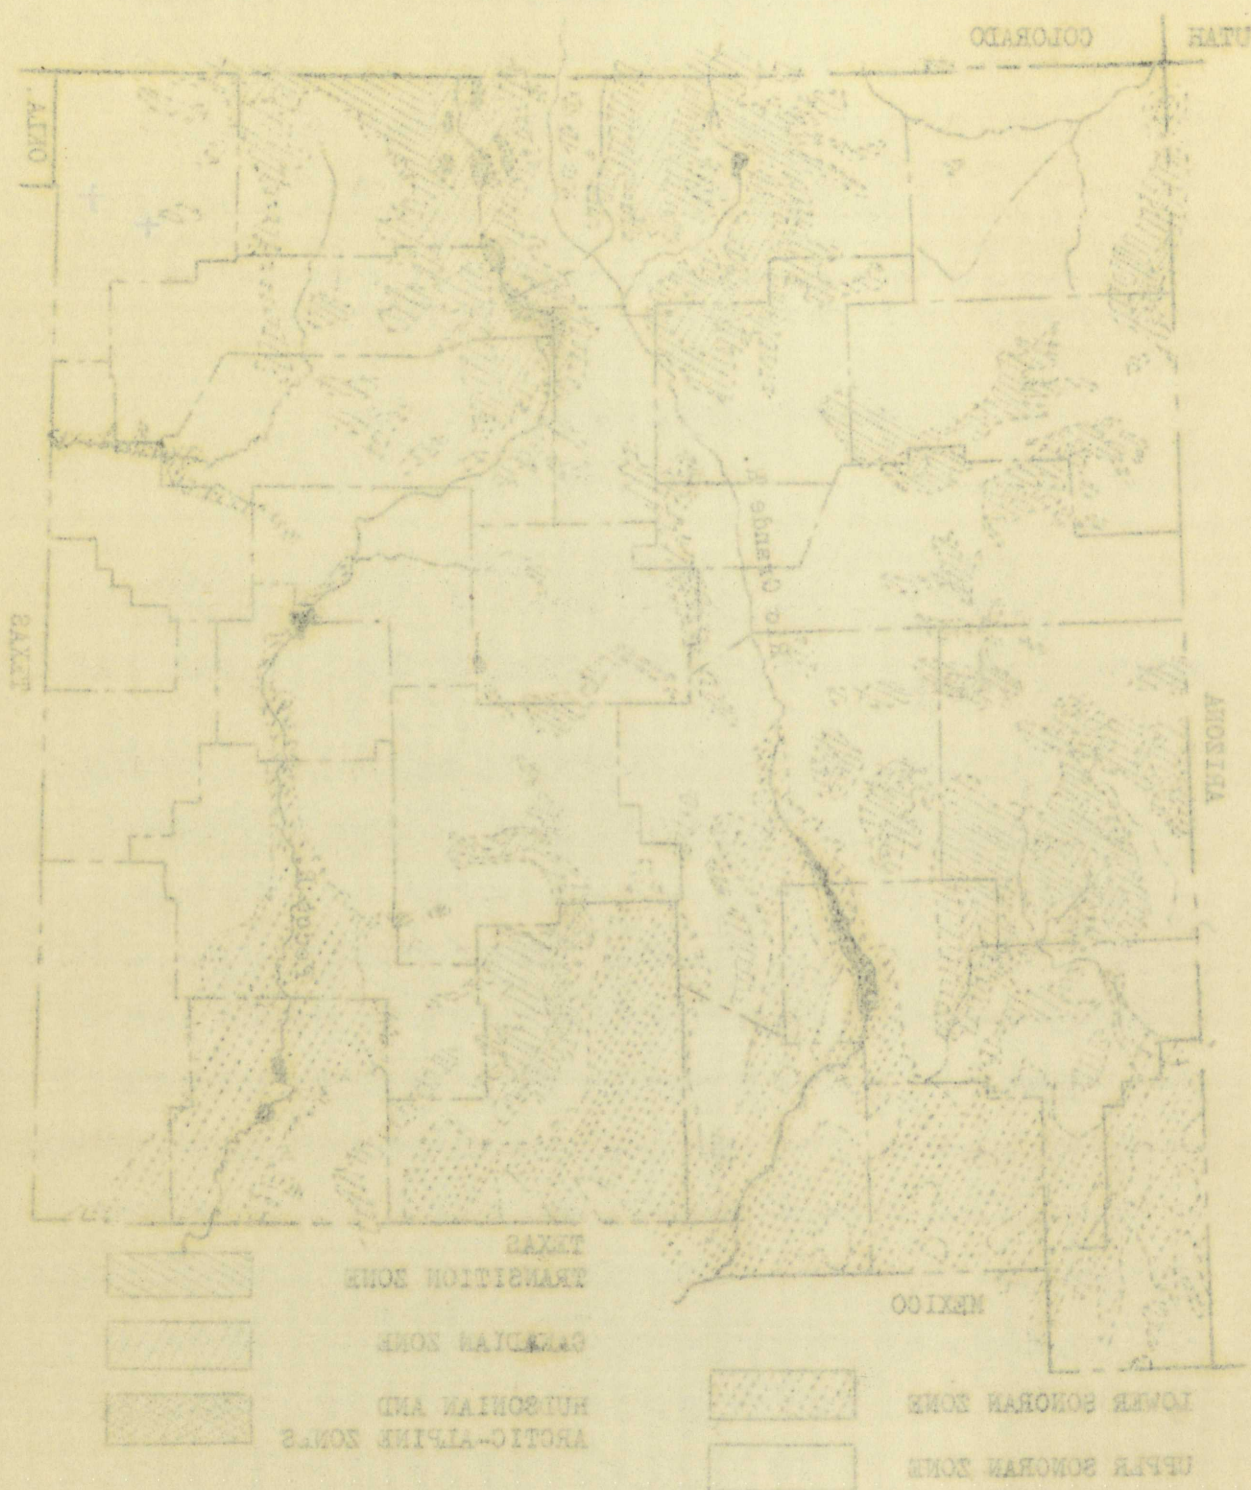 UTAH
COLORADO
OKLA.
TEXAS
Rio Grande R.
ARIZONA
Pecos R.
TEXAS
MEXICO
TRANSITION ZONE
CANADIAN ZONE
HUDSONIAN AND
ARCTIC-ALPINE ZONES
LOWER SONORAN ZONE
UPPER SONORAN ZONE